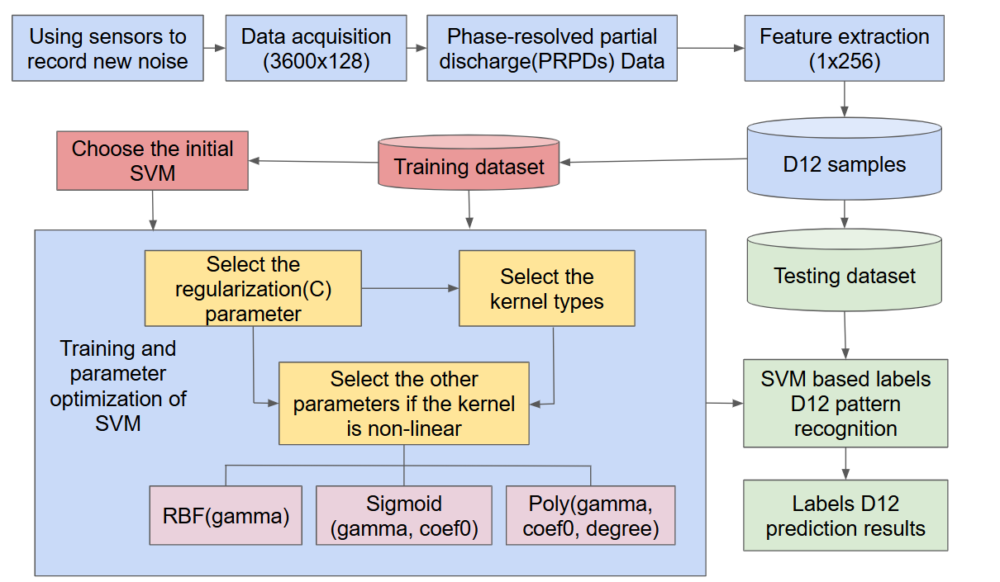 Using sensors to
record new noise
Data acquisition
(3600x128)
Phase-resolved partial
discharge(PRPDs) Data
Feature extraction
(1x256)
Choose the initial
SVM
Training dataset
D12 samples
Testing dataset
Select the
regularization(C)
parameter
Select the
kernel types
Training and
parameter
optimization of
SVM
Select the other
parameters if the kernel
is non-linear
SVM based labels
D12 pattern
recognition
RBF(gamma)
Sigmoid
(gamma, coef0)
Poly(gamma,
coef0, degree)
Labels D12
prediction results